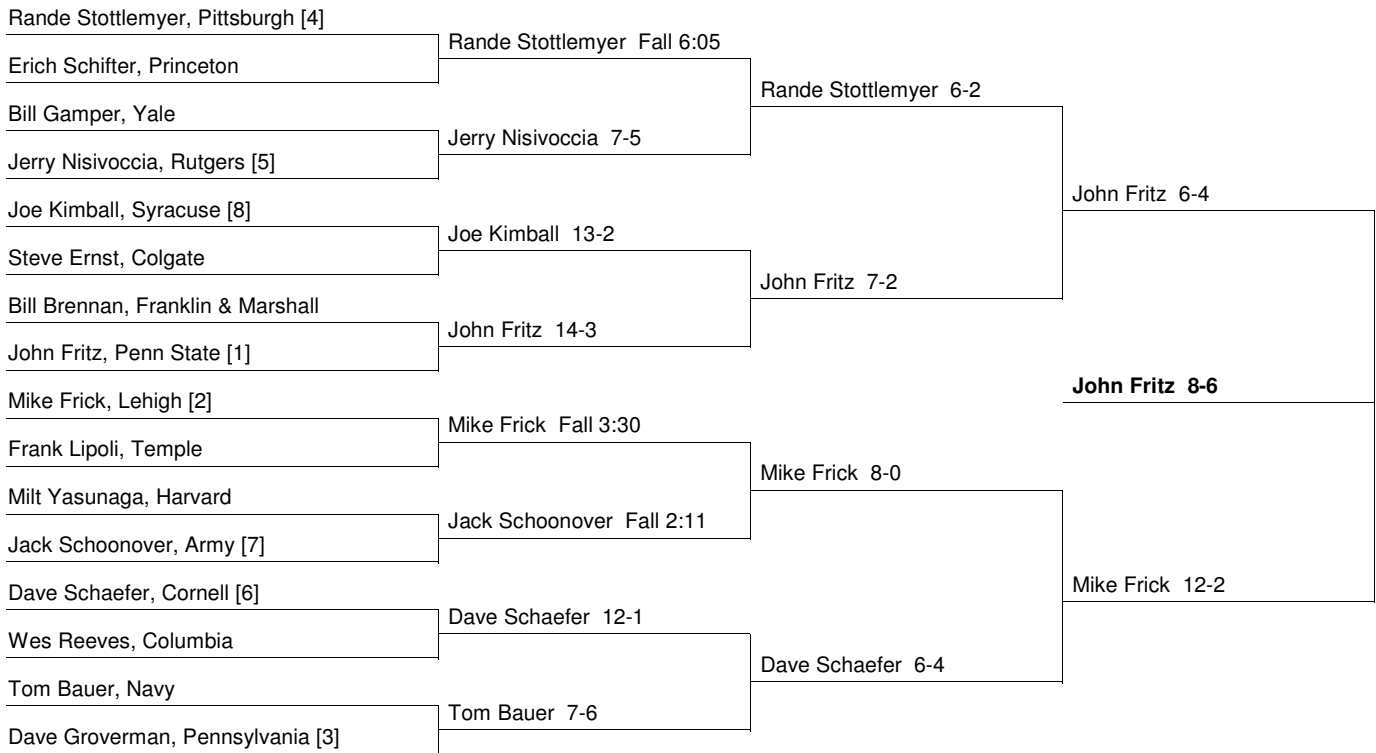 Rande Stottlemyer, Pittsburgh [4]
Erich Schifter, Princeton
Bill Gamper, Yale
Jerry Nisivoccia, Rutgers [5]
Joe Kimball, Syracuse [8]
Steve Ernst, Colgate
Bill Brennan, Franklin & Marshall
John Fritz, Penn State [1]
Mike Frick, Lehigh [2]
Frank Lipoli, Temple
Milt Yasunaga, Harvard
Jack Schoonover, Army [7]
Dave Schaefer, Cornell [6]
Wes Reeves, Columbia
Tom Bauer, Navy
Dave Groverman, Pennsylvania [3]
Rande Stottlemyer Fall 6:05
Jerry Nisivoccia 7-5
Joe Kimball 13-2
John Fritz 14-3
Mike Frick Fall 3:30
Jack Schoonover Fall 2:11
Dave Schaefer 12-1
Tom Bauer 7-6
Rande Stottlemyer 6-2
John Fritz 7-2
Mike Frick 8-0
Dave Schaefer 6-4
John Fritz 6-4
Mike Frick 12-2
John Fritz 8-6